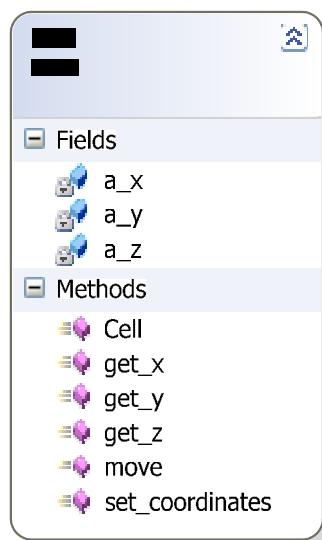 Fields
a_x
a_y
a_z
Methods
Cell
get_x
get_y
get_z
move
set_coordinates